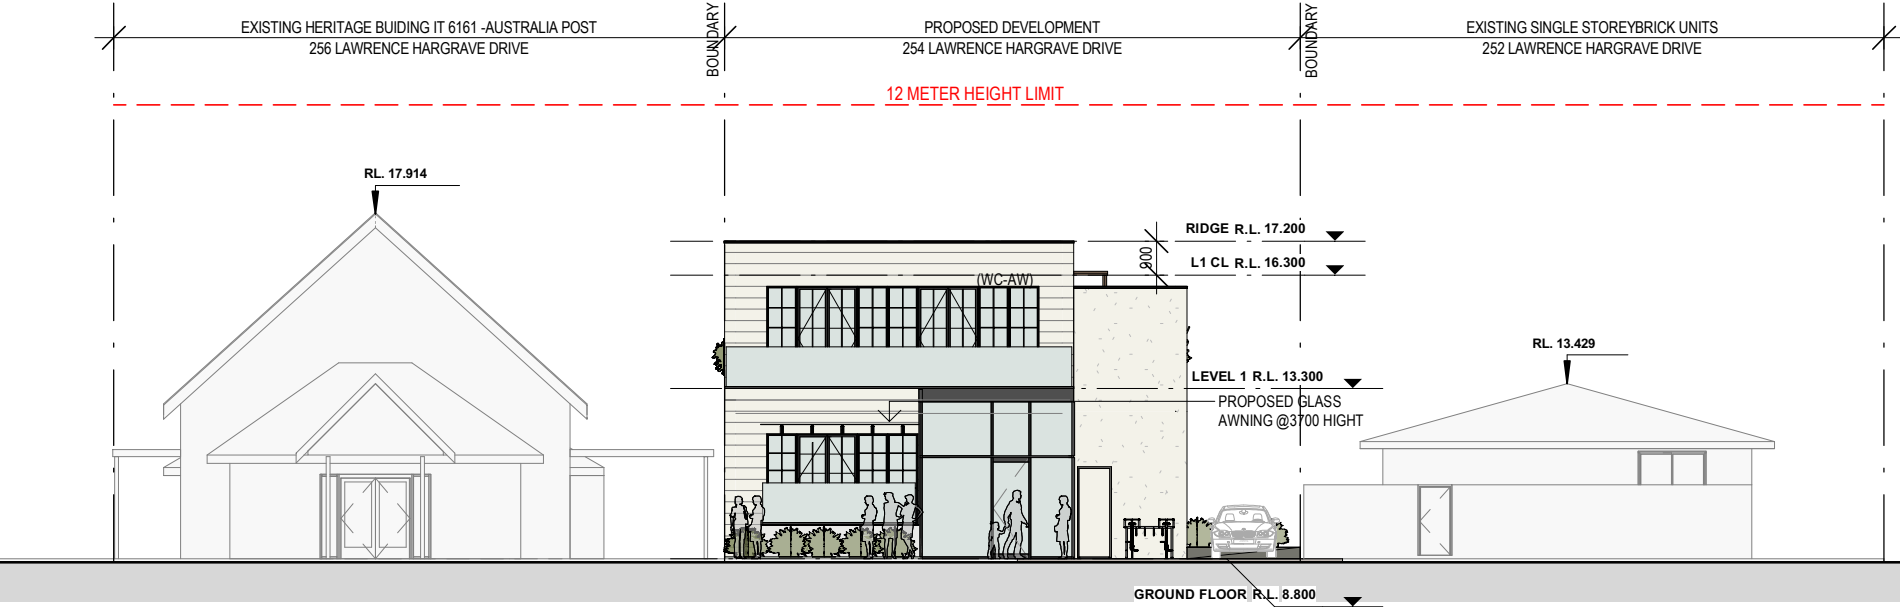 EXISTING HERITAGE BUIDING IT 6161 -AUSTRALIA POST
256 LAWRENCE HARGRAVE DRIVE
BOUNDARY
PROPOSED DEVELOPMENT
254 LAWRENCE HARGRAVE DRIVE
BOUNDARY
EXISTING SINGLE STOREYBRICK UNITS
252 LAWRENCE HARGRAVE DRIVE
12 METER HEIGHT LIMIT
RL. 17.914
RIDGE R.L. 17.200
900
L1 CL R.L. 16.300
(WC-AW)
RL. 13.429
LEVEL 1 R.L. 13.300
PROPOSED GLASS
AWNING @3700 HIGHT
GROUND FLOOR R.L. 8.800